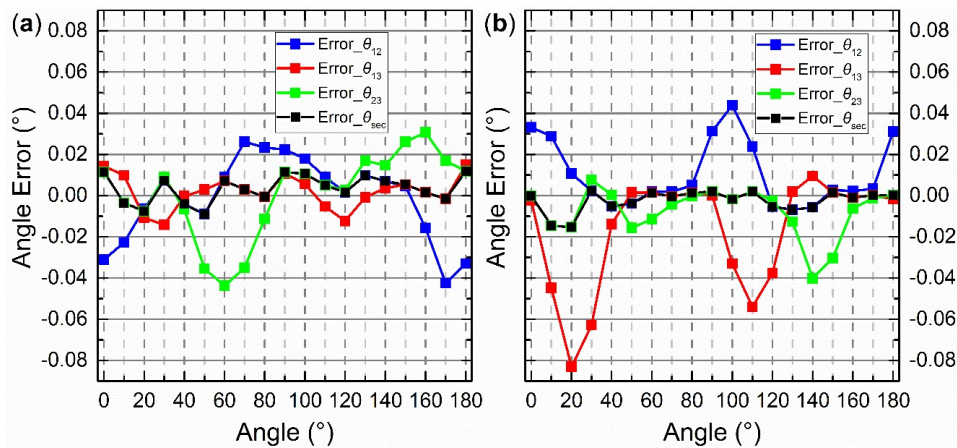 (a)
Error_θ12
Error_θ13
Error_θ23
Error_θsec
0.08
0.06
0.04
0.02
0.00
-0.02
-0.04
-0.06
-0.08
Angle Error (°)
0 20 40 60 80 100 120 140 160 180
Angle (°)
(b)
Error_θ12
Error_θ13
Error_θ23
Error_θsec
0.08
0.06
0.04
0.02
0.00
-0.02
-0.04
-0.06
-0.08
Angle Error (°)
0 20 40 60 80 100 120 140 160 180
Angle (°)